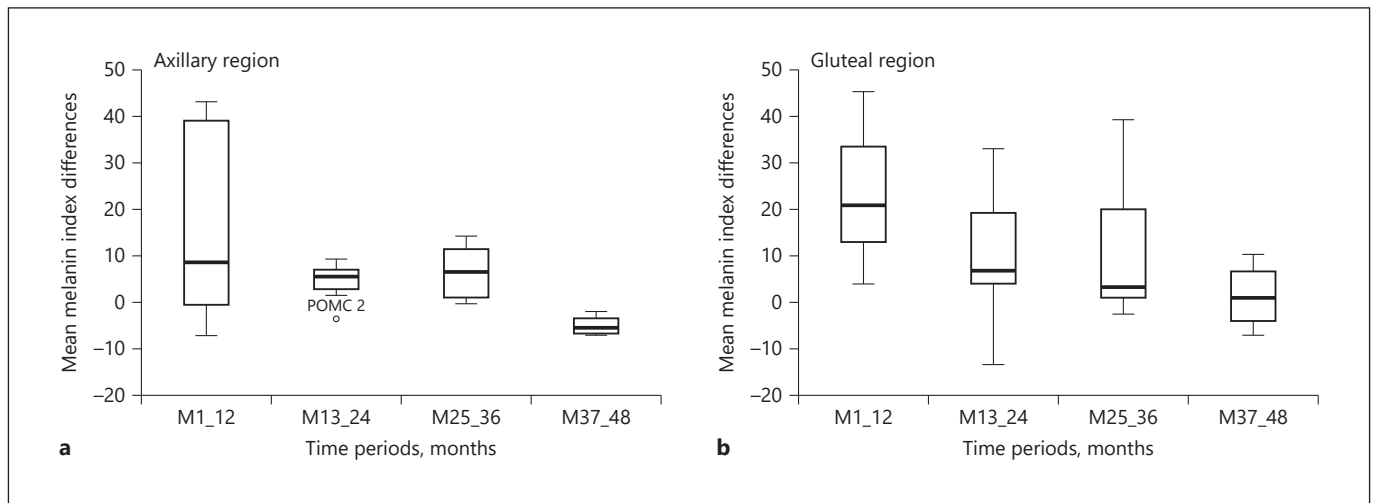 Axillary region
Mean melanin index differences
50
40
30
20
10
0
–10
–20
POMC 2
M1_12 M13_24 M25_36 M37_48
Time periods, months
a
Gluteal region
Mean melanin index differences
50
40
30
20
10
0
–10
–20
M1_12 M13_24 M25_36 M37_48
Time periods, months
b